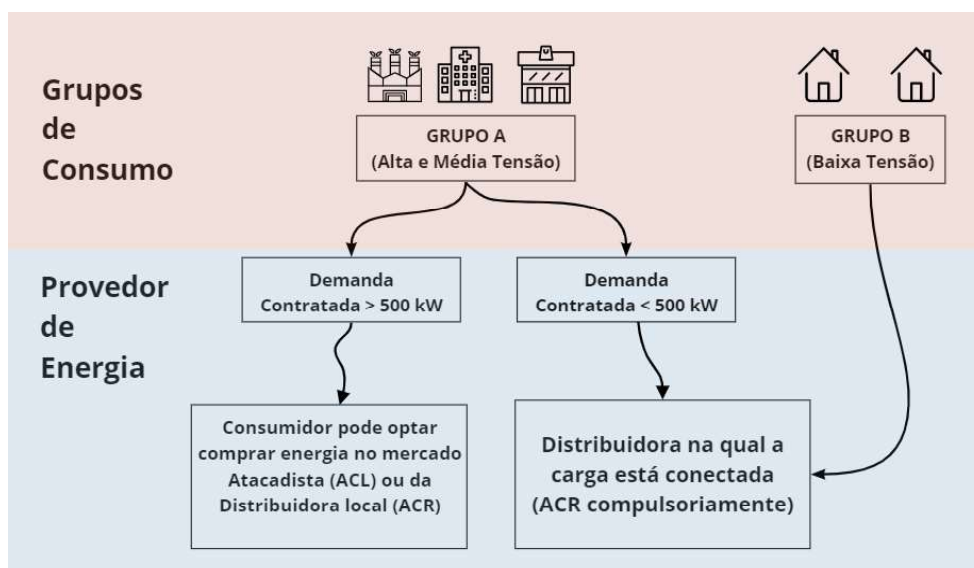 Grupos
de
Consumo
GRUPO A
(Alta e Média Tensão)
GRUPO B
(Baixa Tensão)
Provedor
de
Energia
Demanda
Contratada > 500 kW
Demanda
Contratada < 500 kW
Consumidor pode optar
comprar energia no mercado
Atacadista (ACL) ou da
Distribuidora local (ACR)
Distribuidora na qual a
carga está conectada
(ACR compulsoriamente)